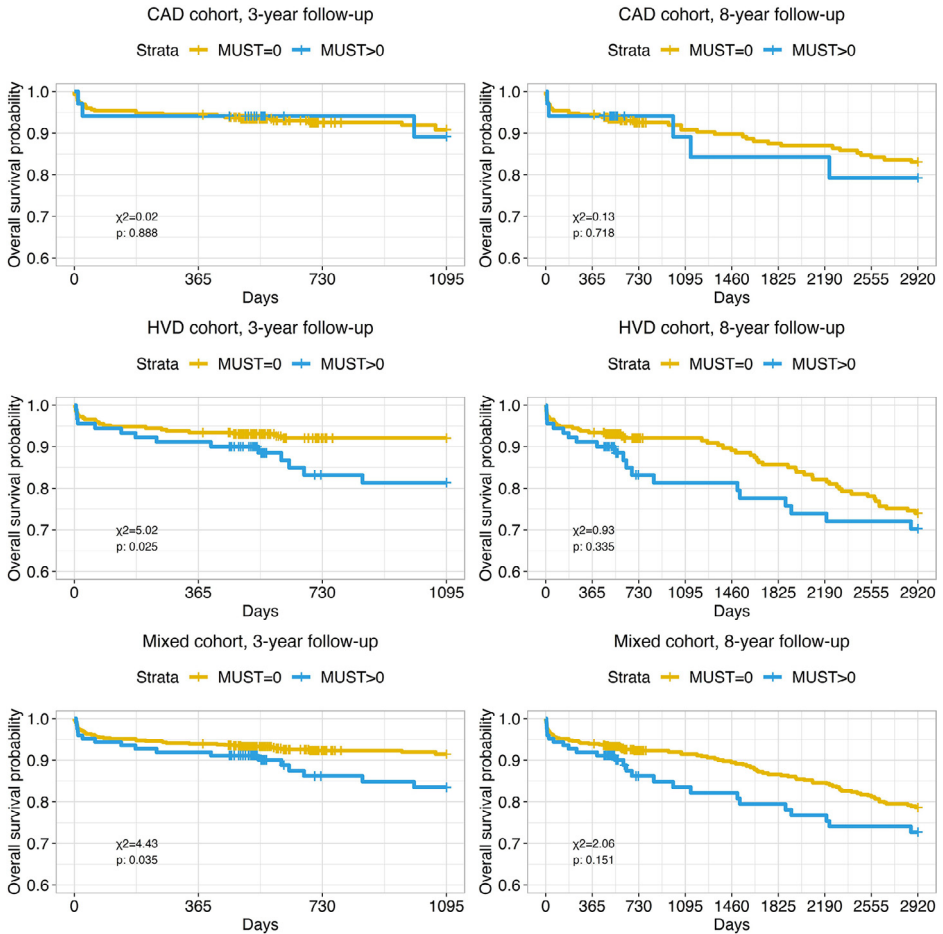 CAD cohort, 3-year follow-up
Strata MUST=0 MUST>0
Overall survival probability
1.0
0.9
0.8
0.7
0.6
χ2=0.02
p: 0.888
0 365 730 1095
Days
CAD cohort, 8-year follow-up
Strata MUST=0 MUST>0
Overall survival probability
1.0
0.9
0.8
0.7
0.6
χ2=0.13
p: 0.718
0 365 730 1095 1460 1825 2190 2555 2920
Days
HVD cohort, 3-year follow-up
Strata MUST=0 MUST>0
Overall survival probability
1.0
0.9
0.8
0.7
0.6
χ2=5.02
p: 0.025
0 365 730 1095
Days
HVD cohort, 8-year follow-up
Strata MUST=0 MUST>0
Overall survival probability
1.0
0.9
0.8
0.7
0.6
χ2=0.93
p: 0.335
0 365 730 1095 1460 1825 2190 2555 2920
Days
Mixed cohort, 3-year follow-up
Strata MUST=0 MUST>0
Overall survival probability
1.0
0.9
0.8
0.7
0.6
χ2=4.43
p: 0.035
0 365 730 1095
Days
Mixed cohort, 8-year follow-up
Strata MUST=0 MUST>0
Overall survival probability
1.0
0.9
0.8
0.7
0.6
χ2=2.06
p: 0.151
0 365 730 1095 1460 1825 2190 2555 2920
Days